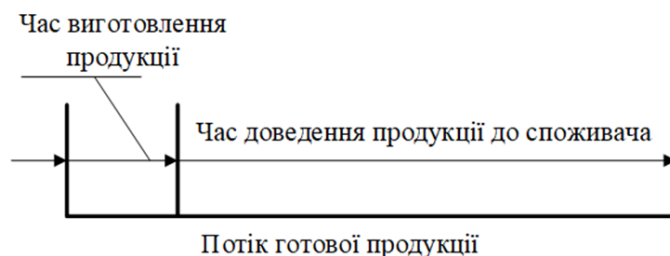 Час виготовлення
продукції
Час доведення продукції до споживача
Потік готової продукції